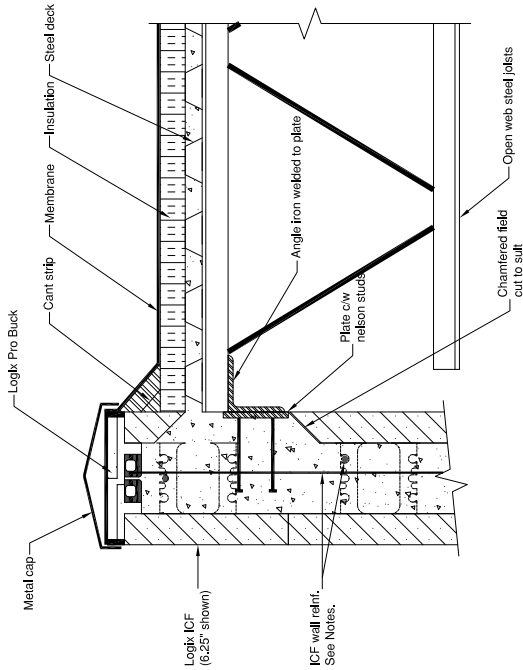 Metal cap
Logix Pro Buck
Cant strip
Membrane
Insulation
Steel deck
Logix ICF
(6.25" shown)
ICF wall reinf.
See Notes.
Angle iron welded to plate
Plate c/w
nelson studs
Chamfered field
cut to suit
Open web steel joists